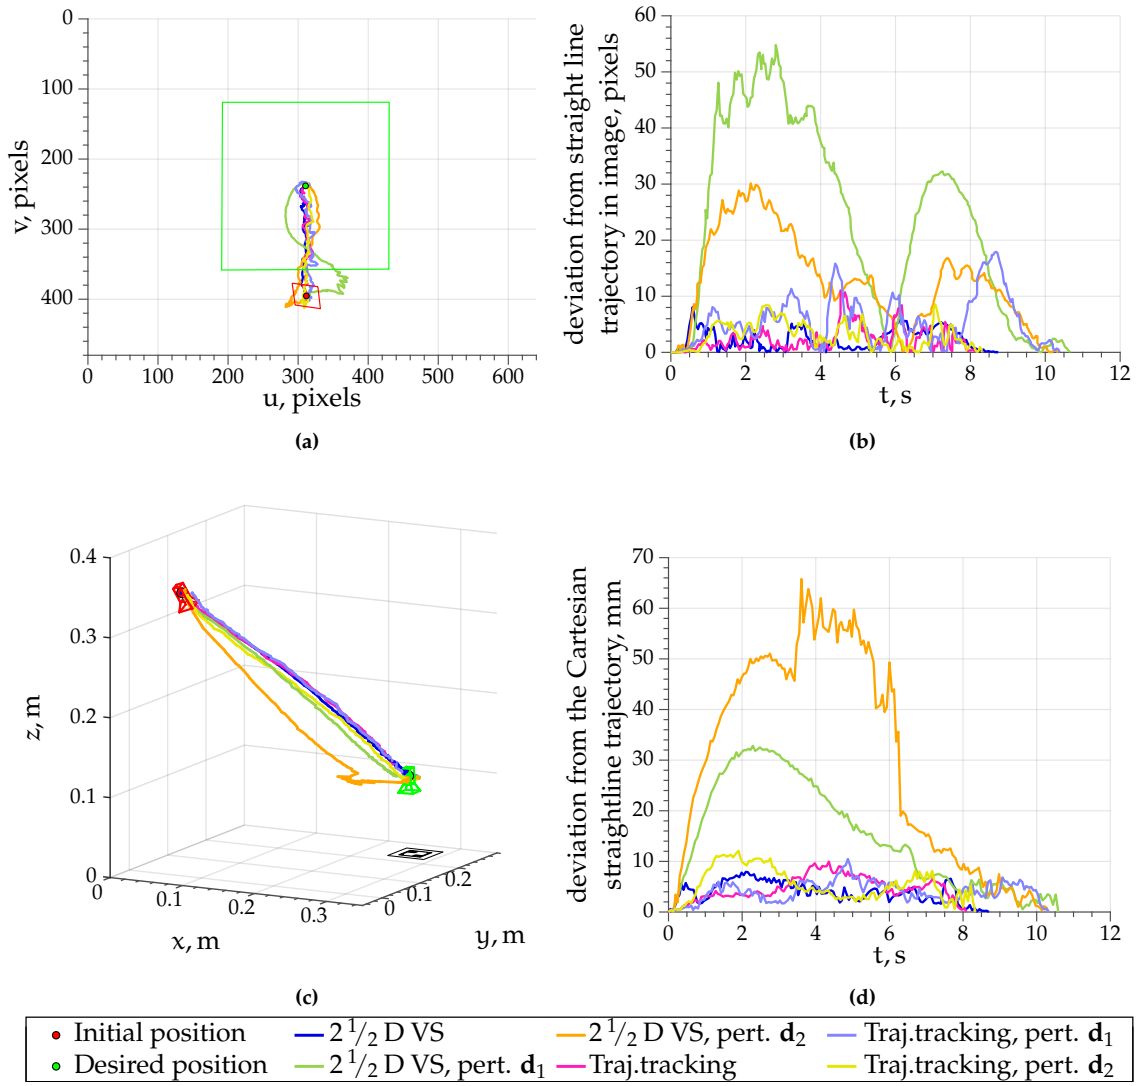 0
100
200
300
400
v, pixels
0 100 200 300 400 500 600
u, pixels
(a)
60
50
40
30
20
10
0
deviation from straight line
trajectory in image, pixels
0 2 4 6 8 10 12
t, s
(b)
0.4
0.3
0.2
0.1
0
z, m
0 0.1 0.2 0.3
x, m
0 0.1 0.2
y, m
(c)
70
60
50
40
30
20
10
0
deviation from the Cartesian
straightline trajectory, mm
0 2 4 6 8 10 12
t, s
(d)
Initial position 2 1/2 D VS 2 1/2 D VS, pert. d2 Traj.tracking, pert. d1
Desired position 2 1/2 D VS, pert. d1 Traj.tracking Traj.tracking, pert. d2